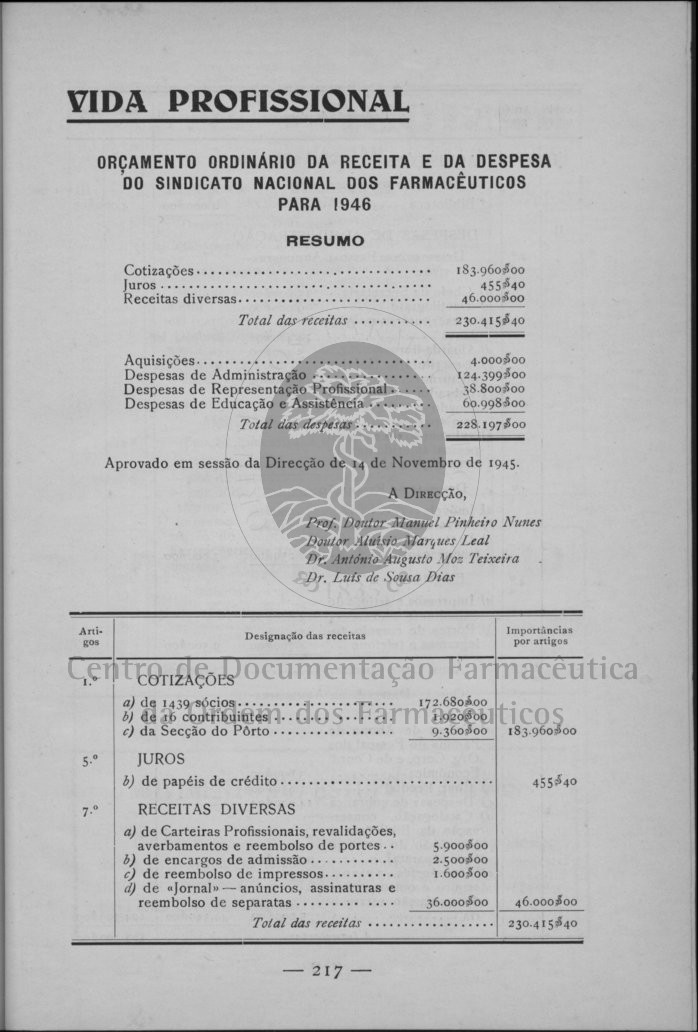 VIDA PROFISSIONAL
ORÇAMENTO ORDINÁRIO DA RECEITA E DA DESPESA
DO SINDICATO NACIONAL DOS FARMACÊUTICOS
PARA 1946
RESUMO
Cotizações 183.960$00
Juros 455$40
Receitas diversas 46.000$00
Total das receitas 230.415$40
Aquisições 4.000$00
Despesas de Administração 124.399$00
Despesas de Representação Profissional 38.800$00
Despesas de Educação e Assistência 60.998$00
Total das despesas 228.197$00
Aprovado em sessão da Direcção de 14 de Novembro de 1945.
A DIRECÇÃO,
Prof. Doutor Manuel Pinheiro Nunes
Doutor Aluísio Marques Leal
Dr. António Augusto Moz Teixeira
Dr. Luís de Sousa Dias
Arti-
gos
Designação das receitas
Importâncias
por artigos
Centro de Documentação Farmacêutica
da Ordem dos Farmacêuticos
1.º COTIZAÇÕES
a) de 1439 sócios 172.680$00
b) de 16 contribuintes 1.920$00
c) da Secção do Pôrto 9.360$00 183.960$00
5.º JUROS
b) de papéis de crédito 455$40
7.º RECEITAS DIVERSAS
a) de Carteiras Profissionais, revalidações,
averbamentos e reembolso de portes 5.900$00
b) de encargos de admissão 2.500$00
c) de reembolso de impressos 1.600$00
d) de «Jornal» — anúncios, assinaturas e
reembolso de separatas 36.000$00 46.000$00
Total das receitas 230.415$40
— 217 —